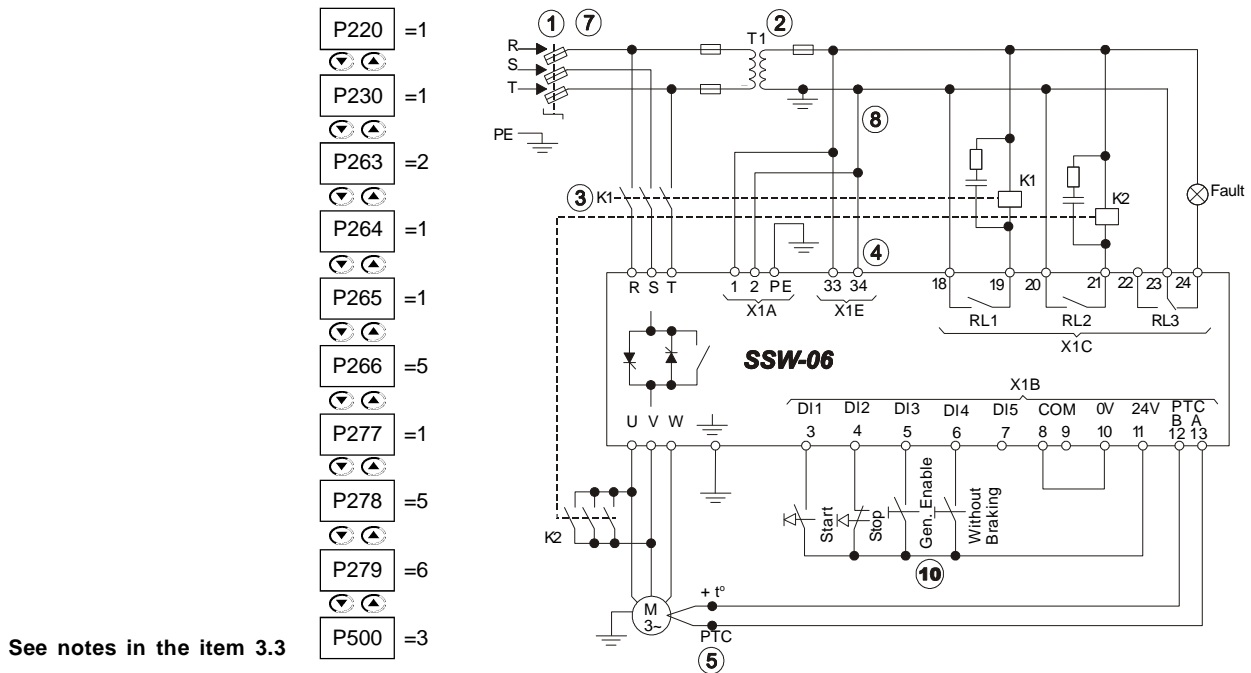 P220 =1
P230 =1
P263 =2
P264 =1
P265 =1
P266 =5
P277 =1
P278 =5
P279 =6
P500 =3
See notes in the item 3.3
1 7 2
T1
R
S
T
8
PE
3 K1
K1
K2
Fault
4
R S T 1 2 PE 33 34 18 19 20 21 22 23 24
X1A X1E RL1 RL2 RL3
X1C
SSW-06
X1B
DI1 DI2 DI3 DI4 DI5 COM 0V 24V PTC
B A
U V W 3 4 5 6 7 8 9 10 11 12 13
K2
Start
Stop
Gen. Enable
Without
Braking
10
+ tº
M
3~
PTC
5